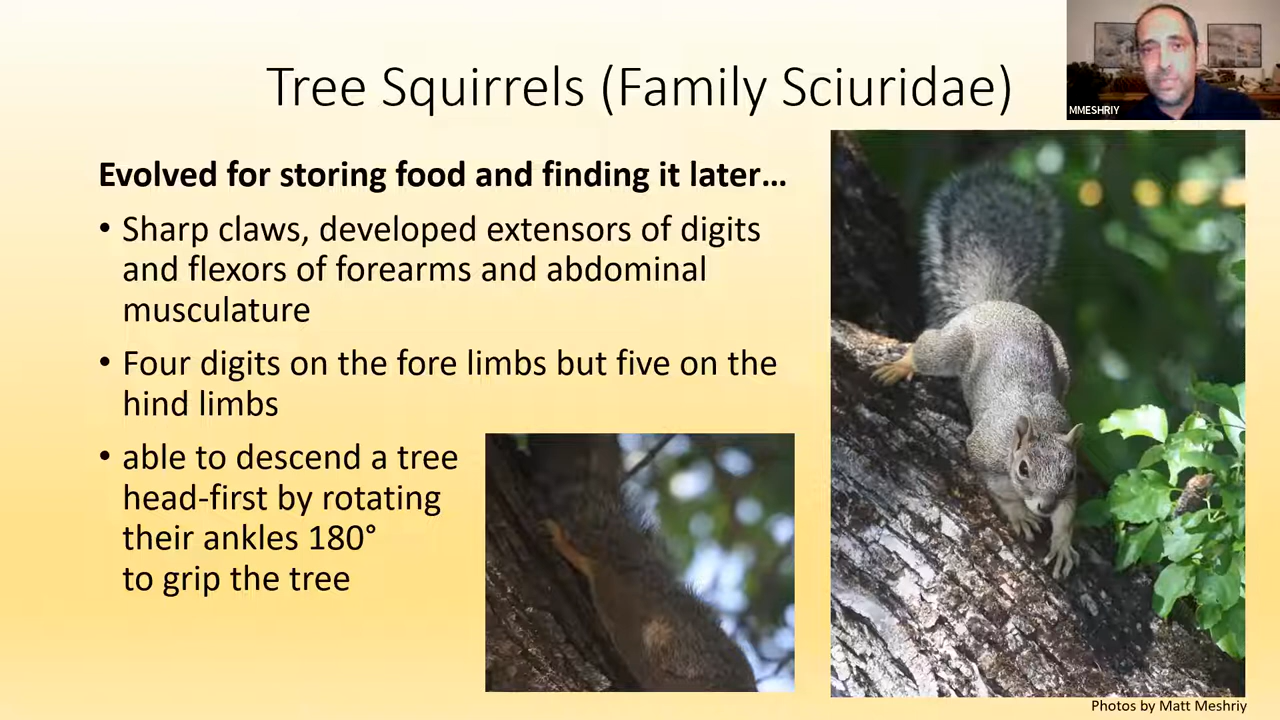 Tree Squirrels (Family Sciuridae)
MMESHRIY
Evolved for storing food and finding it later…
• Sharp claws, developed extensors of digits
and flexors of forearms and abdominal
musculature
• Four digits on the fore limbs but five on the
hind limbs
• able to descend a tree
head-first by rotating
their ankles 180°
to grip the tree
Photos by Matt Meshriy